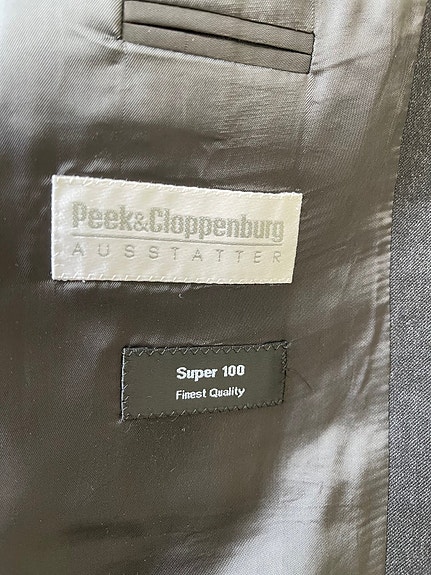 Peek&Cloppenburg
AUSSTATTER
Super 100
Finest Quality